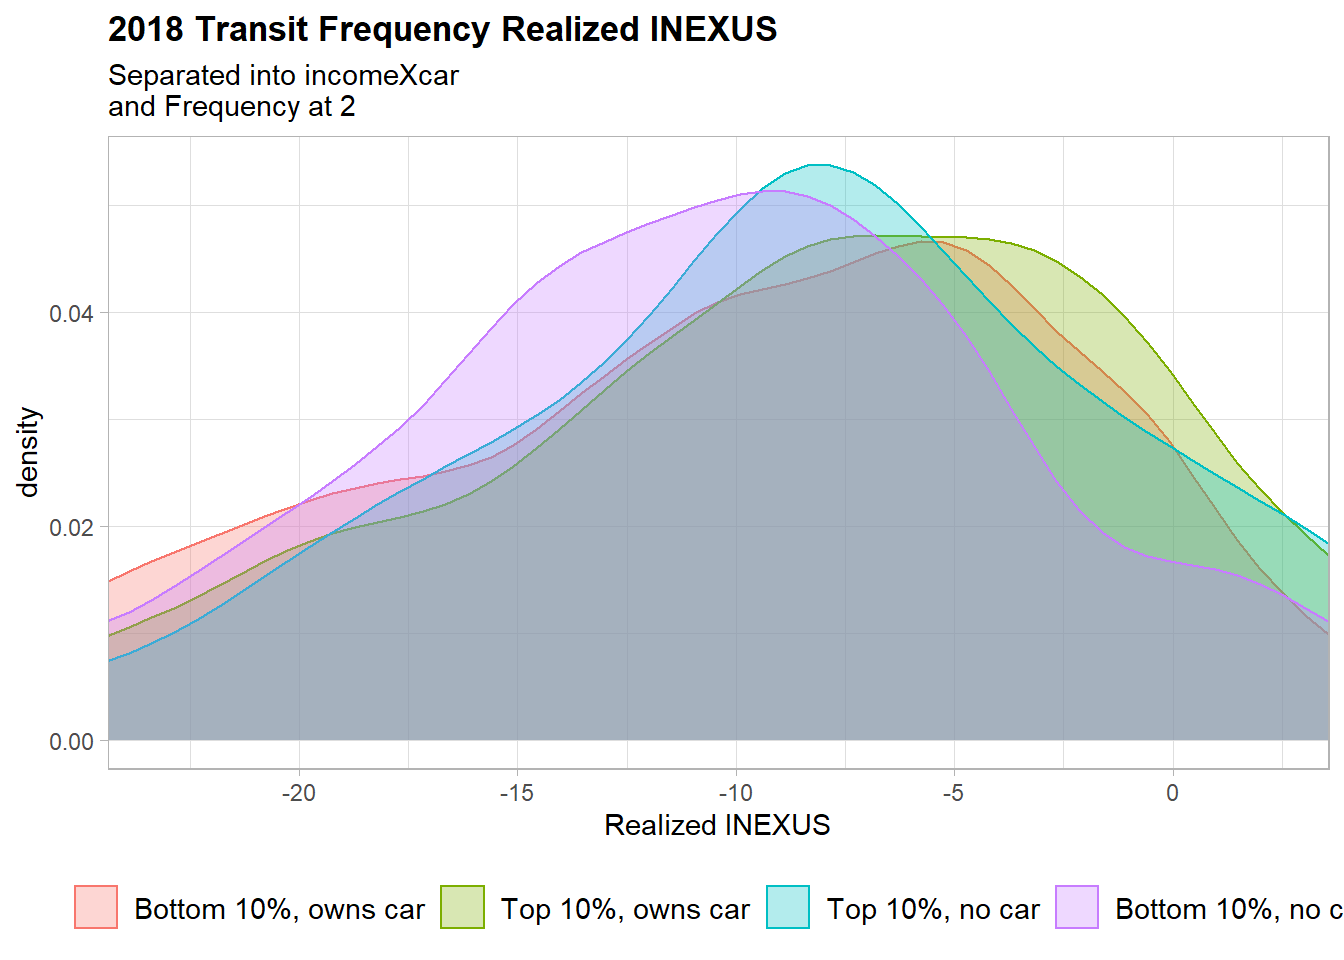 2018 Transit Frequency Realized INEXUS
Separated into incomeXcar
and Frequency at 2
density
0.04
0.02
0.00
-20 -15 -10 -5 0
Realized INEXUS
Bottom 10%, owns car Top 10%, owns car Top 10%, no car Bottom 10%, no c